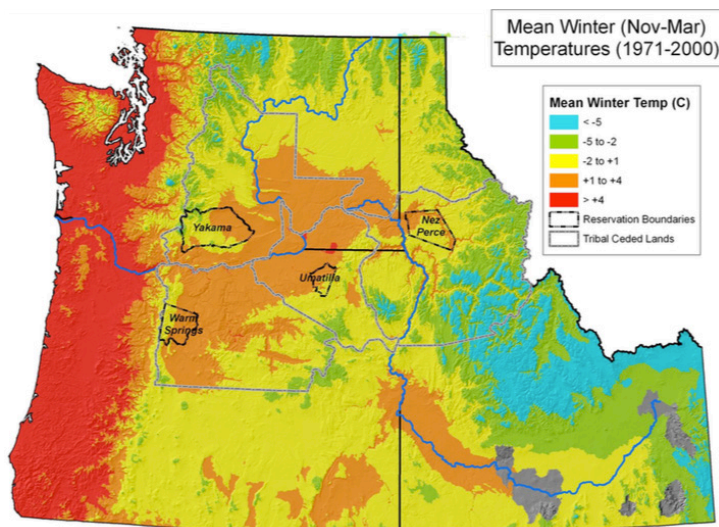 Mean Winter (Nov-Mar)
Temperatures (1971-2000)
Mean Winter Temp (C)
< -5
-5 to -2
-2 to +1
+1 to +4
> +4
Reservation Boundaries
Tribal Ceded Lands
Yakama
Nez
Perce
Umatilla
Warm
Springs